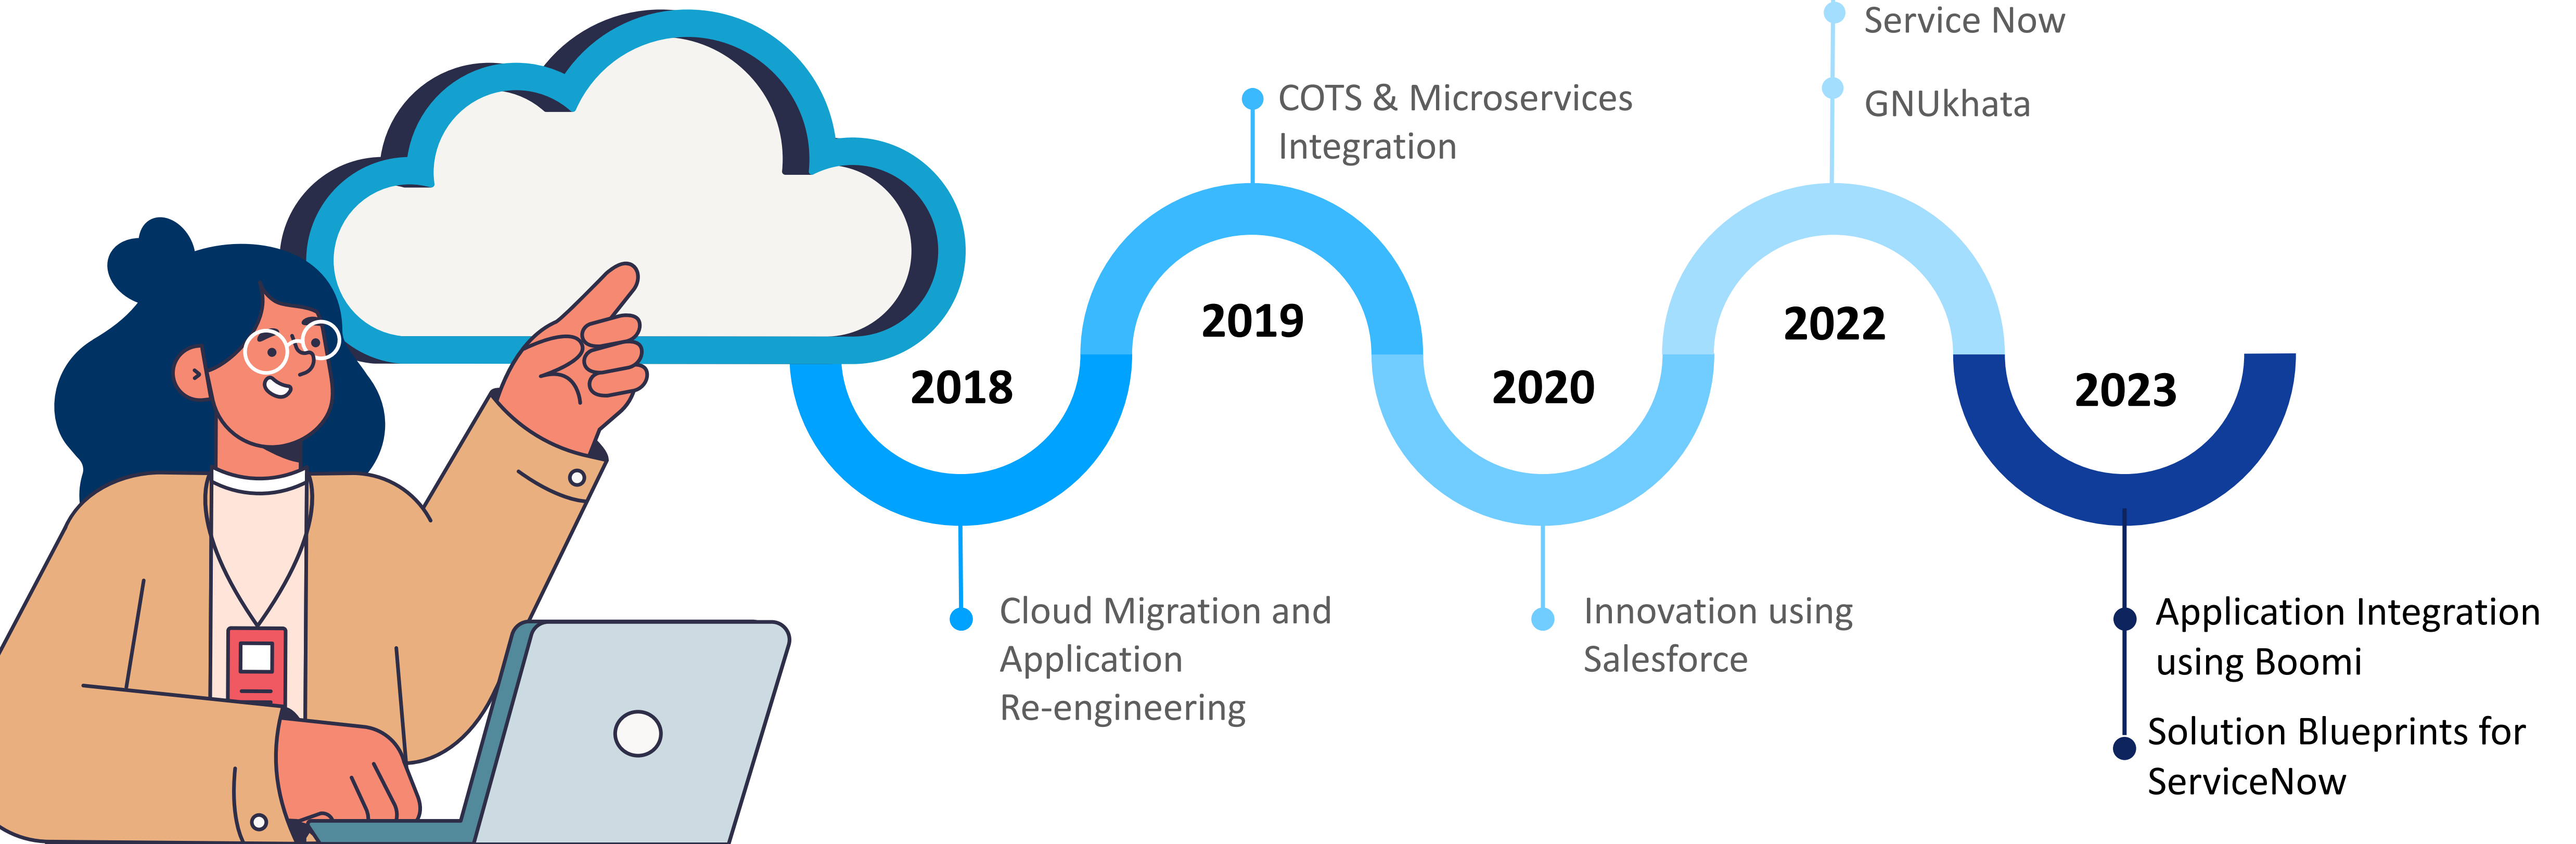 2018
Cloud Migration and
Application
Re-engineering
COTS & Microservices
Integration
2019
2020
Innovation using
Salesforce
Service Now
GNUkhata
2022
2023
Application Integration
using Boomi
Solution Blueprints for
ServiceNow